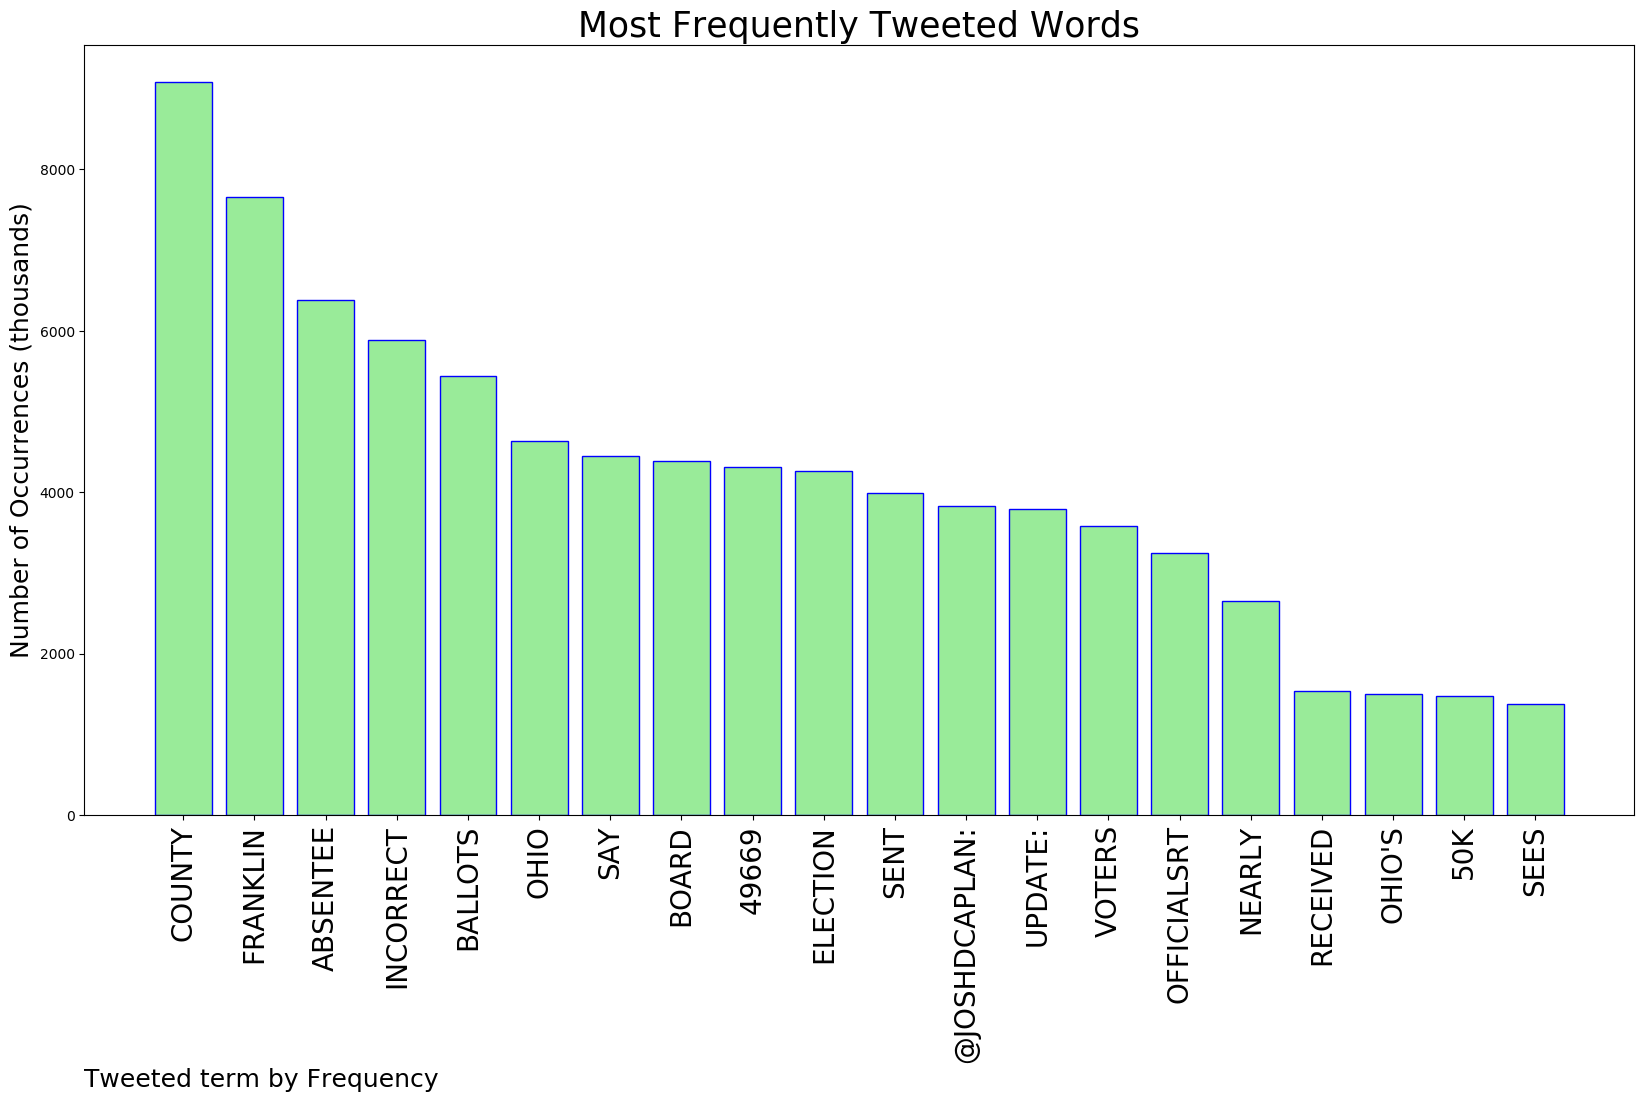 Most Frequently Tweeted Words
Number of Occurrences (thousands)
8000
6000
4000
2000
0
COUNTY
FRANKLIN
ABSENTEE
INCORRECT
BALLOTS
OHIO
SAY
BOARD
49669
ELECTION
SENT
@JOSHDCAPLAN:
UPDATE:
VOTERS
OFFICIALSRT
NEARLY
RECEIVED
OHIO'S
50K
SEES
Tweeted term by Frequency